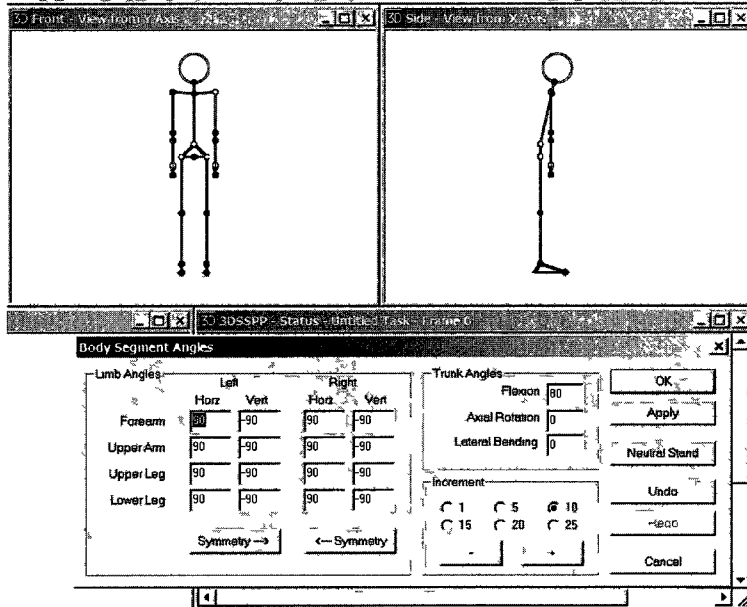 3D Front - View from Y Axis
3D Side - View from X Axis
3D 3DSSPP - Status - Untitled Task - Frame 0
Body Segment Angles
Limb Angles
Left Right
Horz Vert Horz Vert
Forearm 90 -90 90 -90
Upper Arm 90 -90 90 -90
Upper Leg 90 -90 90 -90
Lower Leg 90 -90 90 -90
Symmetry → ← Symmetry
Trunk Angles
Flexion 80
Axial Rotation 0
Lateral Bending 0
Increment
1 5 10
15 20 25
- +
OK
Apply
Neutral Stand
Undo
Redo
Cancel